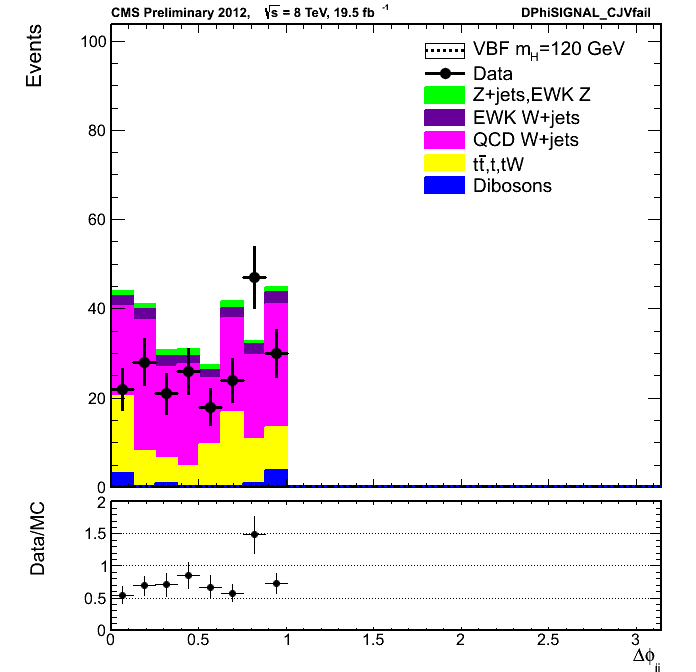 CMS Preliminary 2012, √s = 8 TeV, 19.5 fb⁻¹ DPhiSIGNAL_CJVfail
Events
100
80
60
40
20
0
VBF m_H=120 GeV
Data
Z+jets,EWK Z
EWK W+jets
QCD W+jets
tt̄,t,tW
Dibosons
Data/MC
2
1.5
1
0.5
0
0 0.5 1 1.5 2 2.5 3
Δϕ_jj